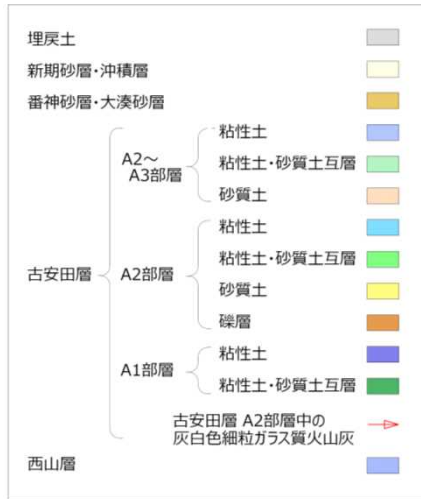 埋戻土
新期砂層・沖積層
番神砂層・大湊砂層
古安田層
A2～
A3部層
粘性土
粘性土・砂質土互層
砂質土
A2部層
粘性土
粘性土・砂質土互層
砂質土
礫層
A1部層
粘性土
粘性土・砂質土互層
古安田層 A2部層中の
灰白色細粒ガラス質火山灰
西山層